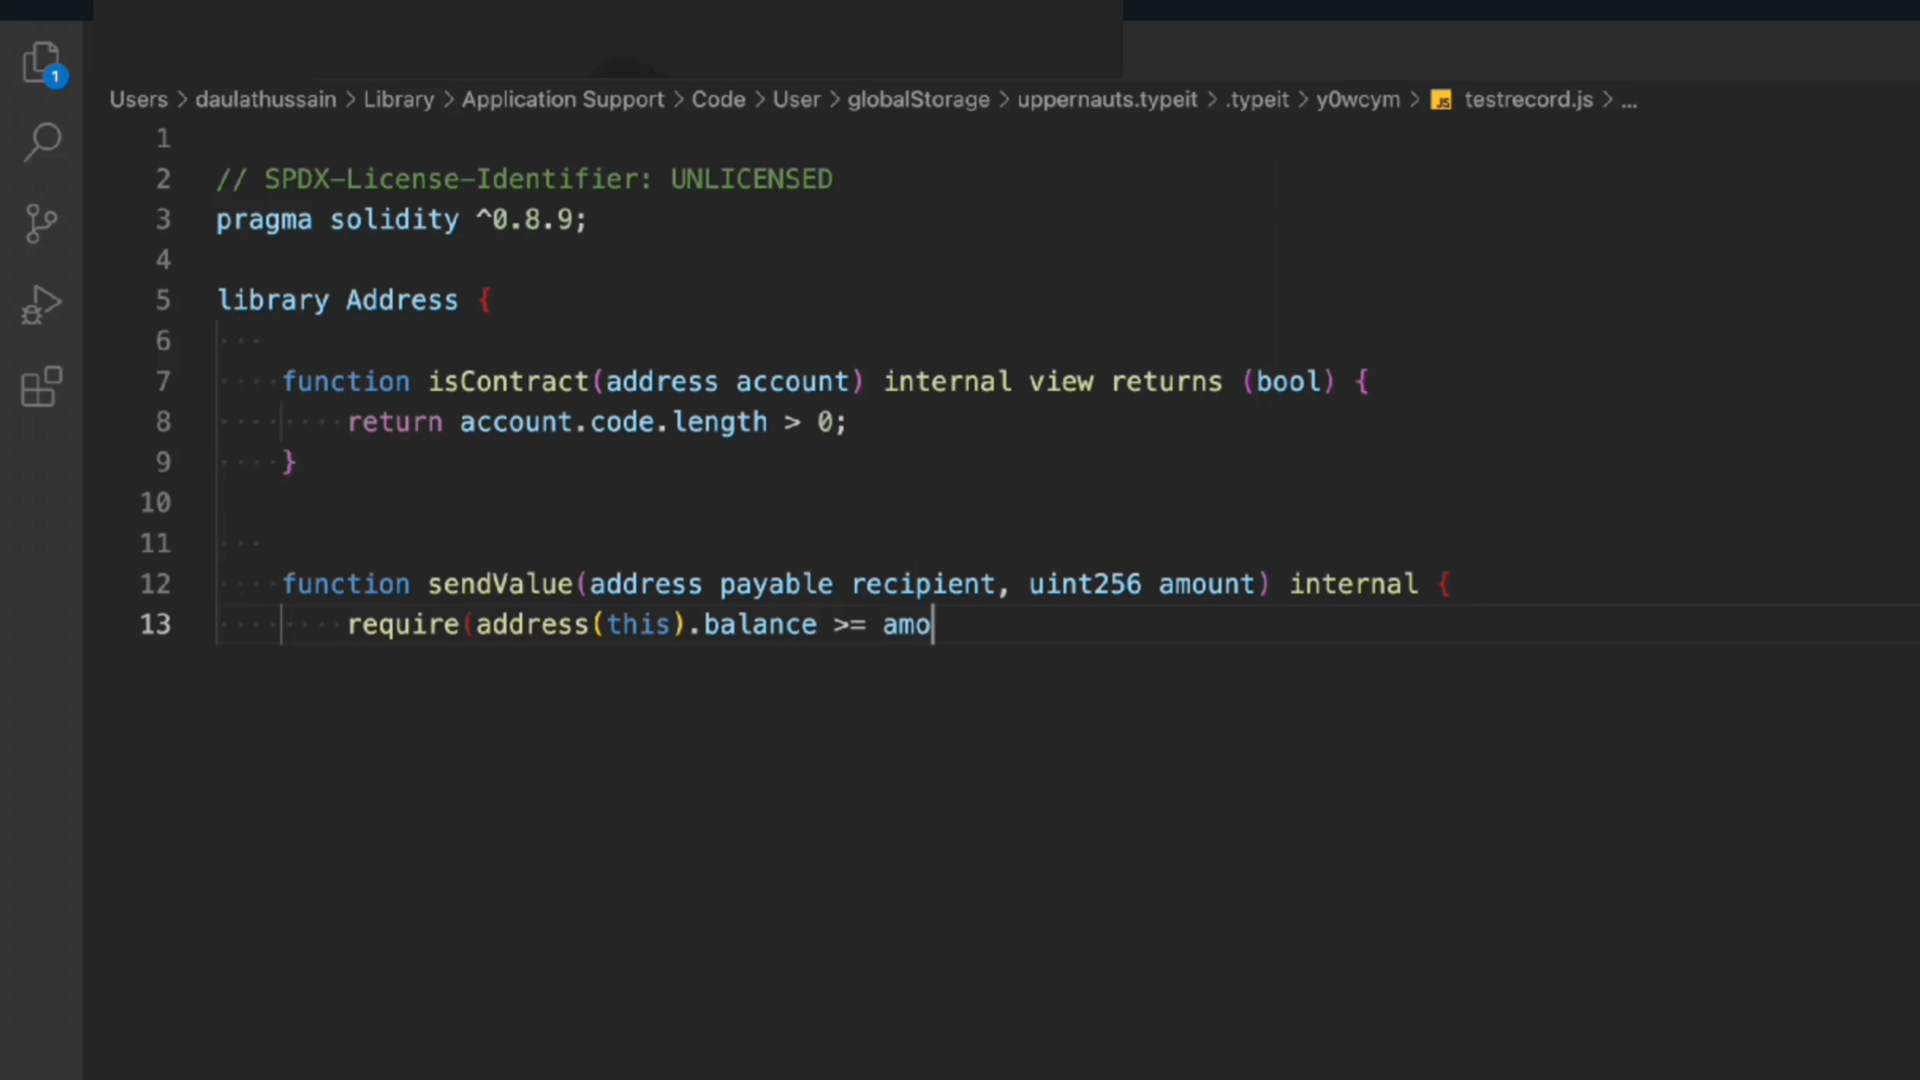 1
Users > daulathussain > Library > Application Support > Code > User > globalStorage > uppernauts.typeit > .typeit > y0wcym > JS testrecord.js > ...
1
2 // SPDX-License-Identifier: UNLICENSED
3 pragma solidity ^0.8.9;
4
5 library Address {
6
7 function isContract(address account) internal view returns (bool) {
8 return account.code.length > 0;
9 }
10
11
12 function sendValue(address payable recipient, uint256 amount) internal {
13 require(address(this).balance >= amo